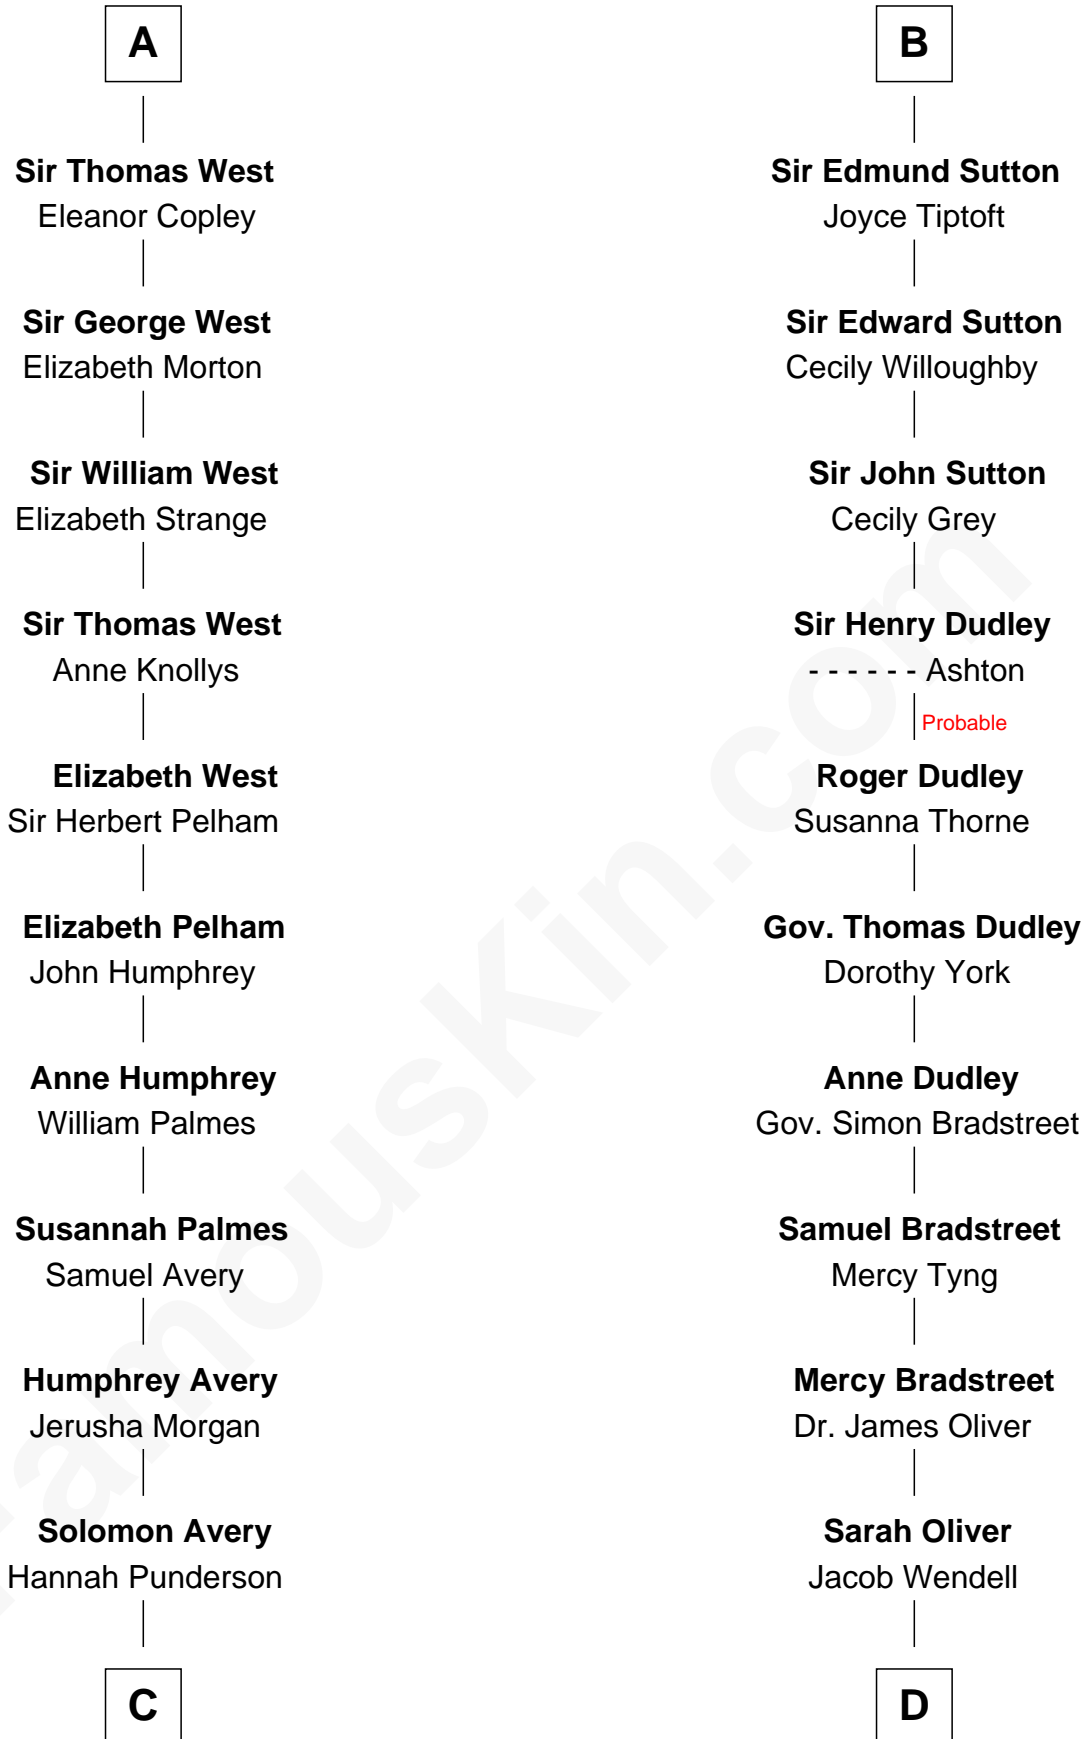 A
Sir Thomas West
Eleanor Copley
Sir George West
Elizabeth Morton
Sir William West
Elizabeth Strange
Sir Thomas West
Anne Knollys
Elizabeth West
Sir Herbert Pelham
Elizabeth Pelham
John Humphrey
Anne Humphrey
William Palmes
Susannah Palmes
Samuel Avery
Humphrey Avery
Jerusha Morgan
Solomon Avery
Hannah Punderson
C
B
Sir Edmund Sutton
Joyce Tiptoft
Sir Edward Sutton
Cecily Willoughby
Sir John Sutton
Cecily Grey
Sir Henry Dudley
- - - - - - Ashton
Probable
Roger Dudley
Susanna Thorne
Gov. Thomas Dudley
Dorothy York
Anne Dudley
Gov. Simon Bradstreet
Samuel Bradstreet
Mercy Tyng
Mercy Bradstreet
Dr. James Oliver
Sarah Oliver
Jacob Wendell
D
FamousKin.com